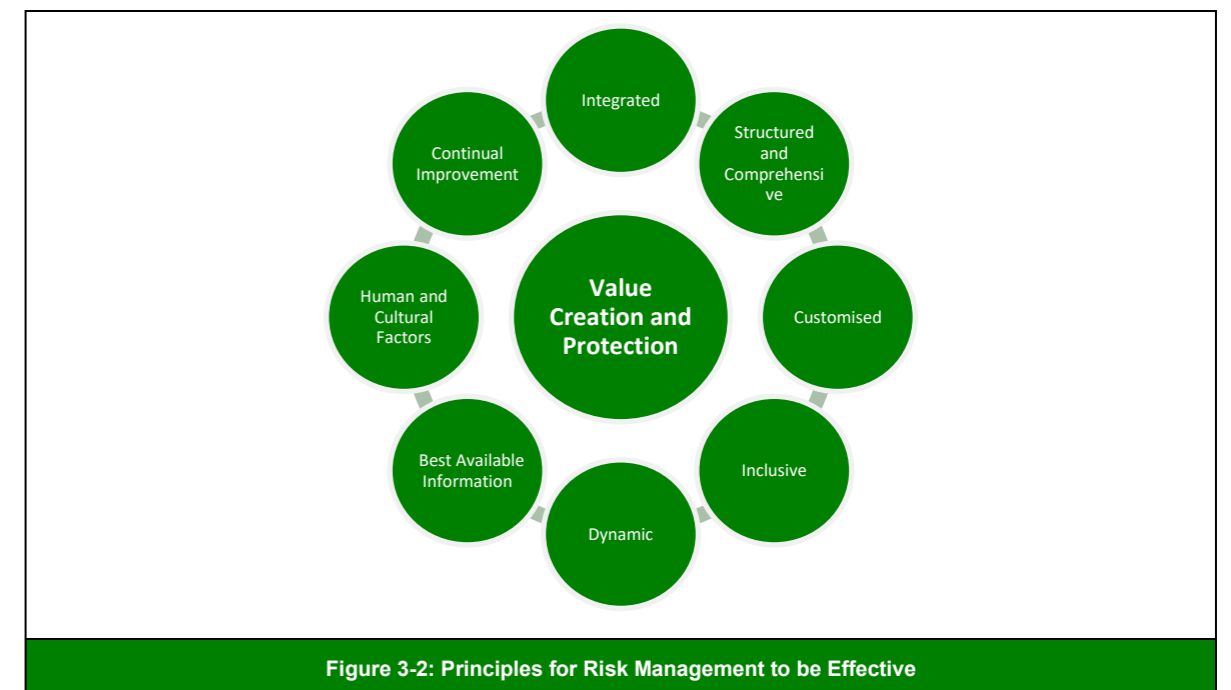 Integrated
Structured
and
Comprehensi
ve
Customised
Inclusive
Dynamic
Best Available
Information
Human and
Cultural
Factors
Continual
Improvement
Value
Creation and
Protection
Figure 3-2: Principles for Risk Management to be Effective